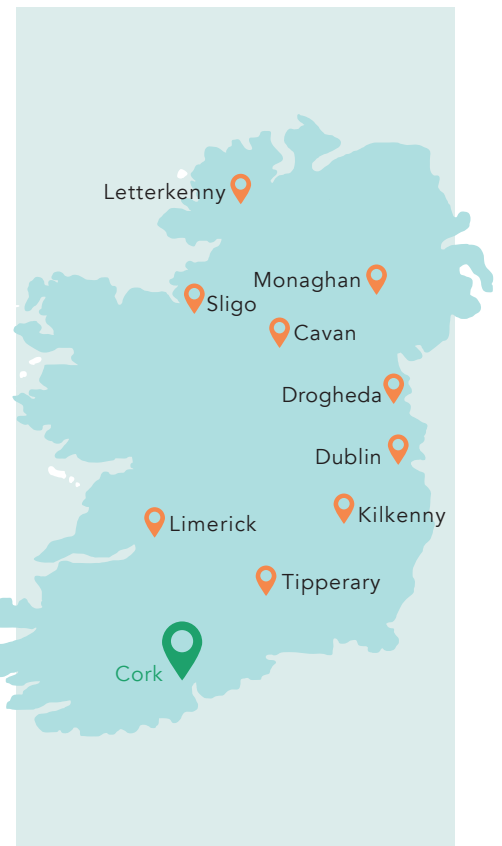 Letterkenny
Monaghan
Sligo
Cavan
Drogheda
Dublin
Kilkenny
Limerick
Tipperary
Cork